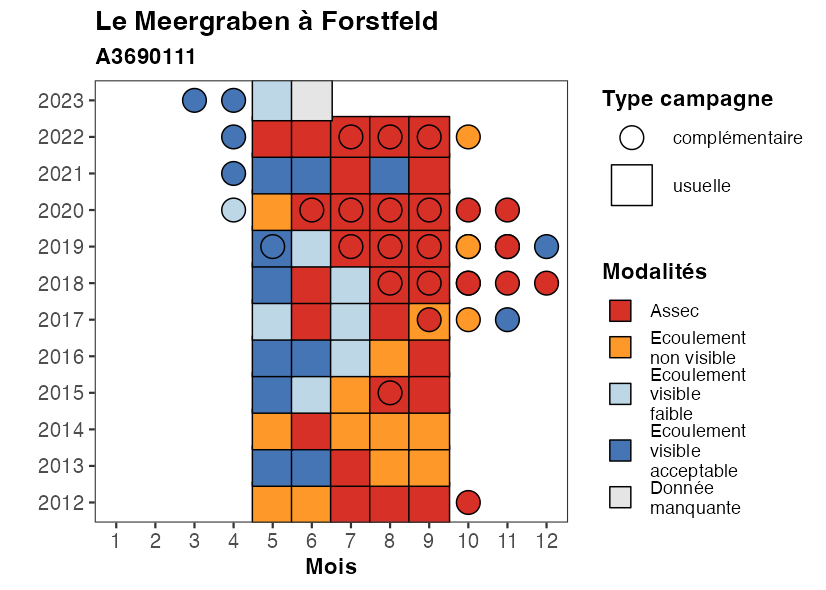 Le Meergraben à Forstfeld
A3690111
2023
2022
2021
2020
2019
2018
2017
2016
2015
2014
2013
2012
1 2 3 4 5 6 7 8 9 10 11 12
Mois
Type campagne
complémentaire
usuelle
Modalités
Assec
Ecoulement
non visible
Ecoulement
visible
faible
Ecoulement
visible
acceptable
Donnée
manquante